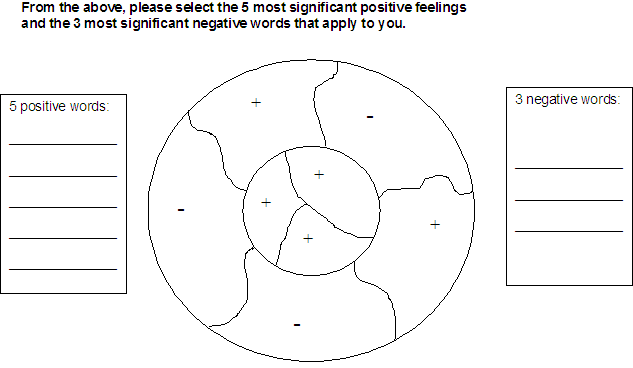 From the above, please select the 5 most significant positive feelings
and the 3 most significant negative words that apply to you.
5 positive words:
3 negative words:
+
-
+
+
-
+
+
-